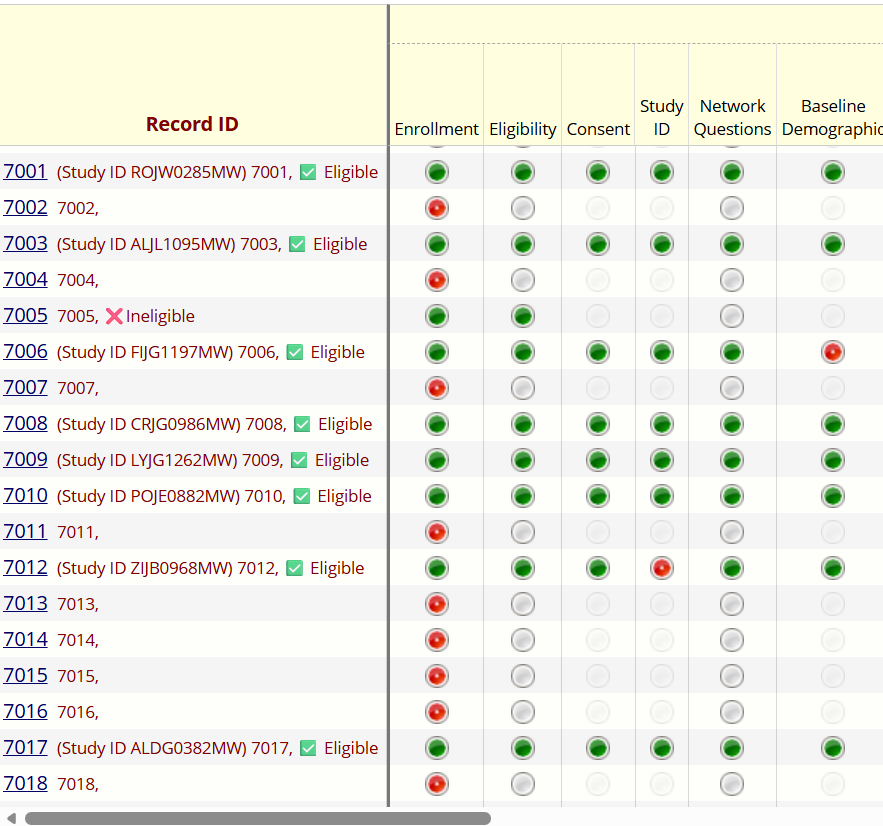 Record ID
Enrollment
Eligibility
Consent
Study
ID
Network
Questions
Baseline
Demographic
7001 (Study ID ROJW0285MW) 7001, ✅ Eligible
7002 7002,
7003 (Study ID ALJL1095MW) 7003, ✅ Eligible
7004 7004,
7005 7005, ❌Ineligible
7006 (Study ID FIJG1197MW) 7006, ✅ Eligible
7007 7007,
7008 (Study ID CRJG0986MW) 7008, ✅ Eligible
7009 (Study ID LYJG1262MW) 7009, ✅ Eligible
7010 (Study ID POJE0882MW) 7010, ✅ Eligible
7011 7011,
7012 (Study ID ZIJB0968MW) 7012, ✅ Eligible
7013 7013,
7014 7014,
7015 7015,
7016 7016,
7017 (Study ID ALDG0382MW) 7017, ✅ Eligible
7018 7018,